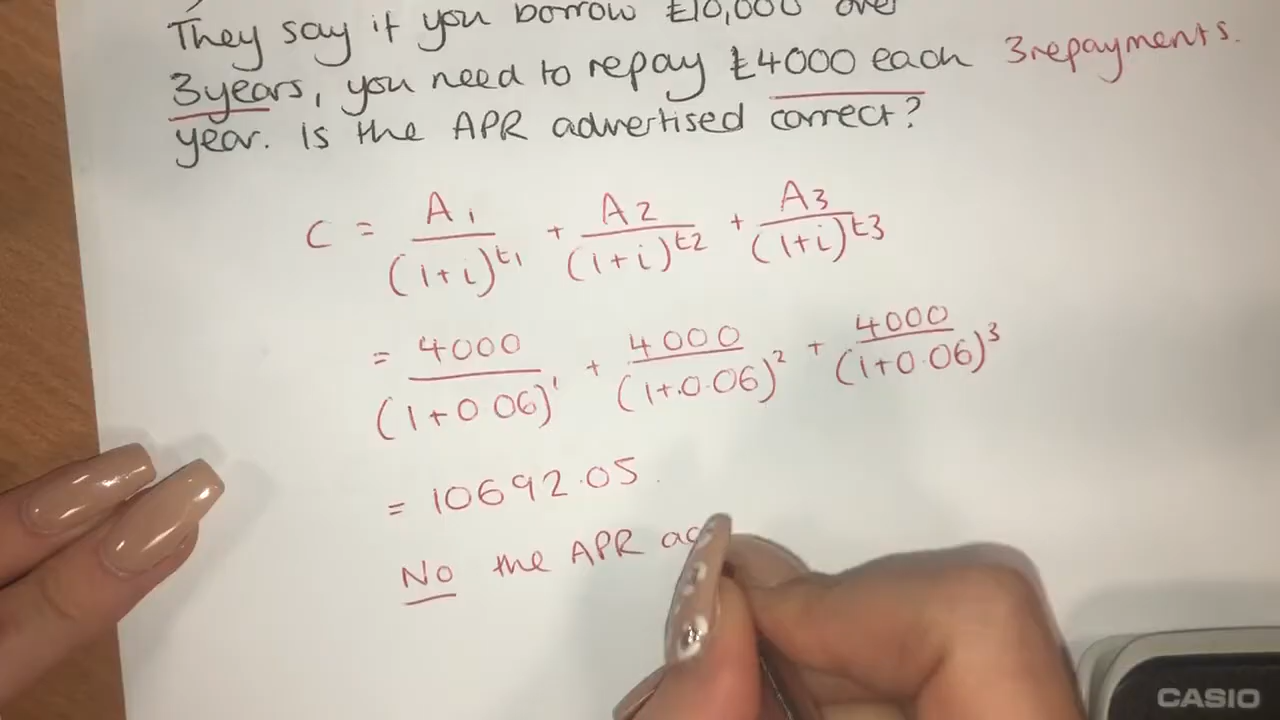 They say if you borrow £10,000 over
3years, you need to repay £4000 each 3repayments.
year. Is the APR advertised correct?
C = A1/(1+i)^t1 + A2/(1+i)^t2 + A3/(1+i)^t3
= 4000/(1+0.06)^1 + 4000/(1+0.06)^2 + 4000/(1+0.06)^3
= 10692.05
No the APR ad
CASIO